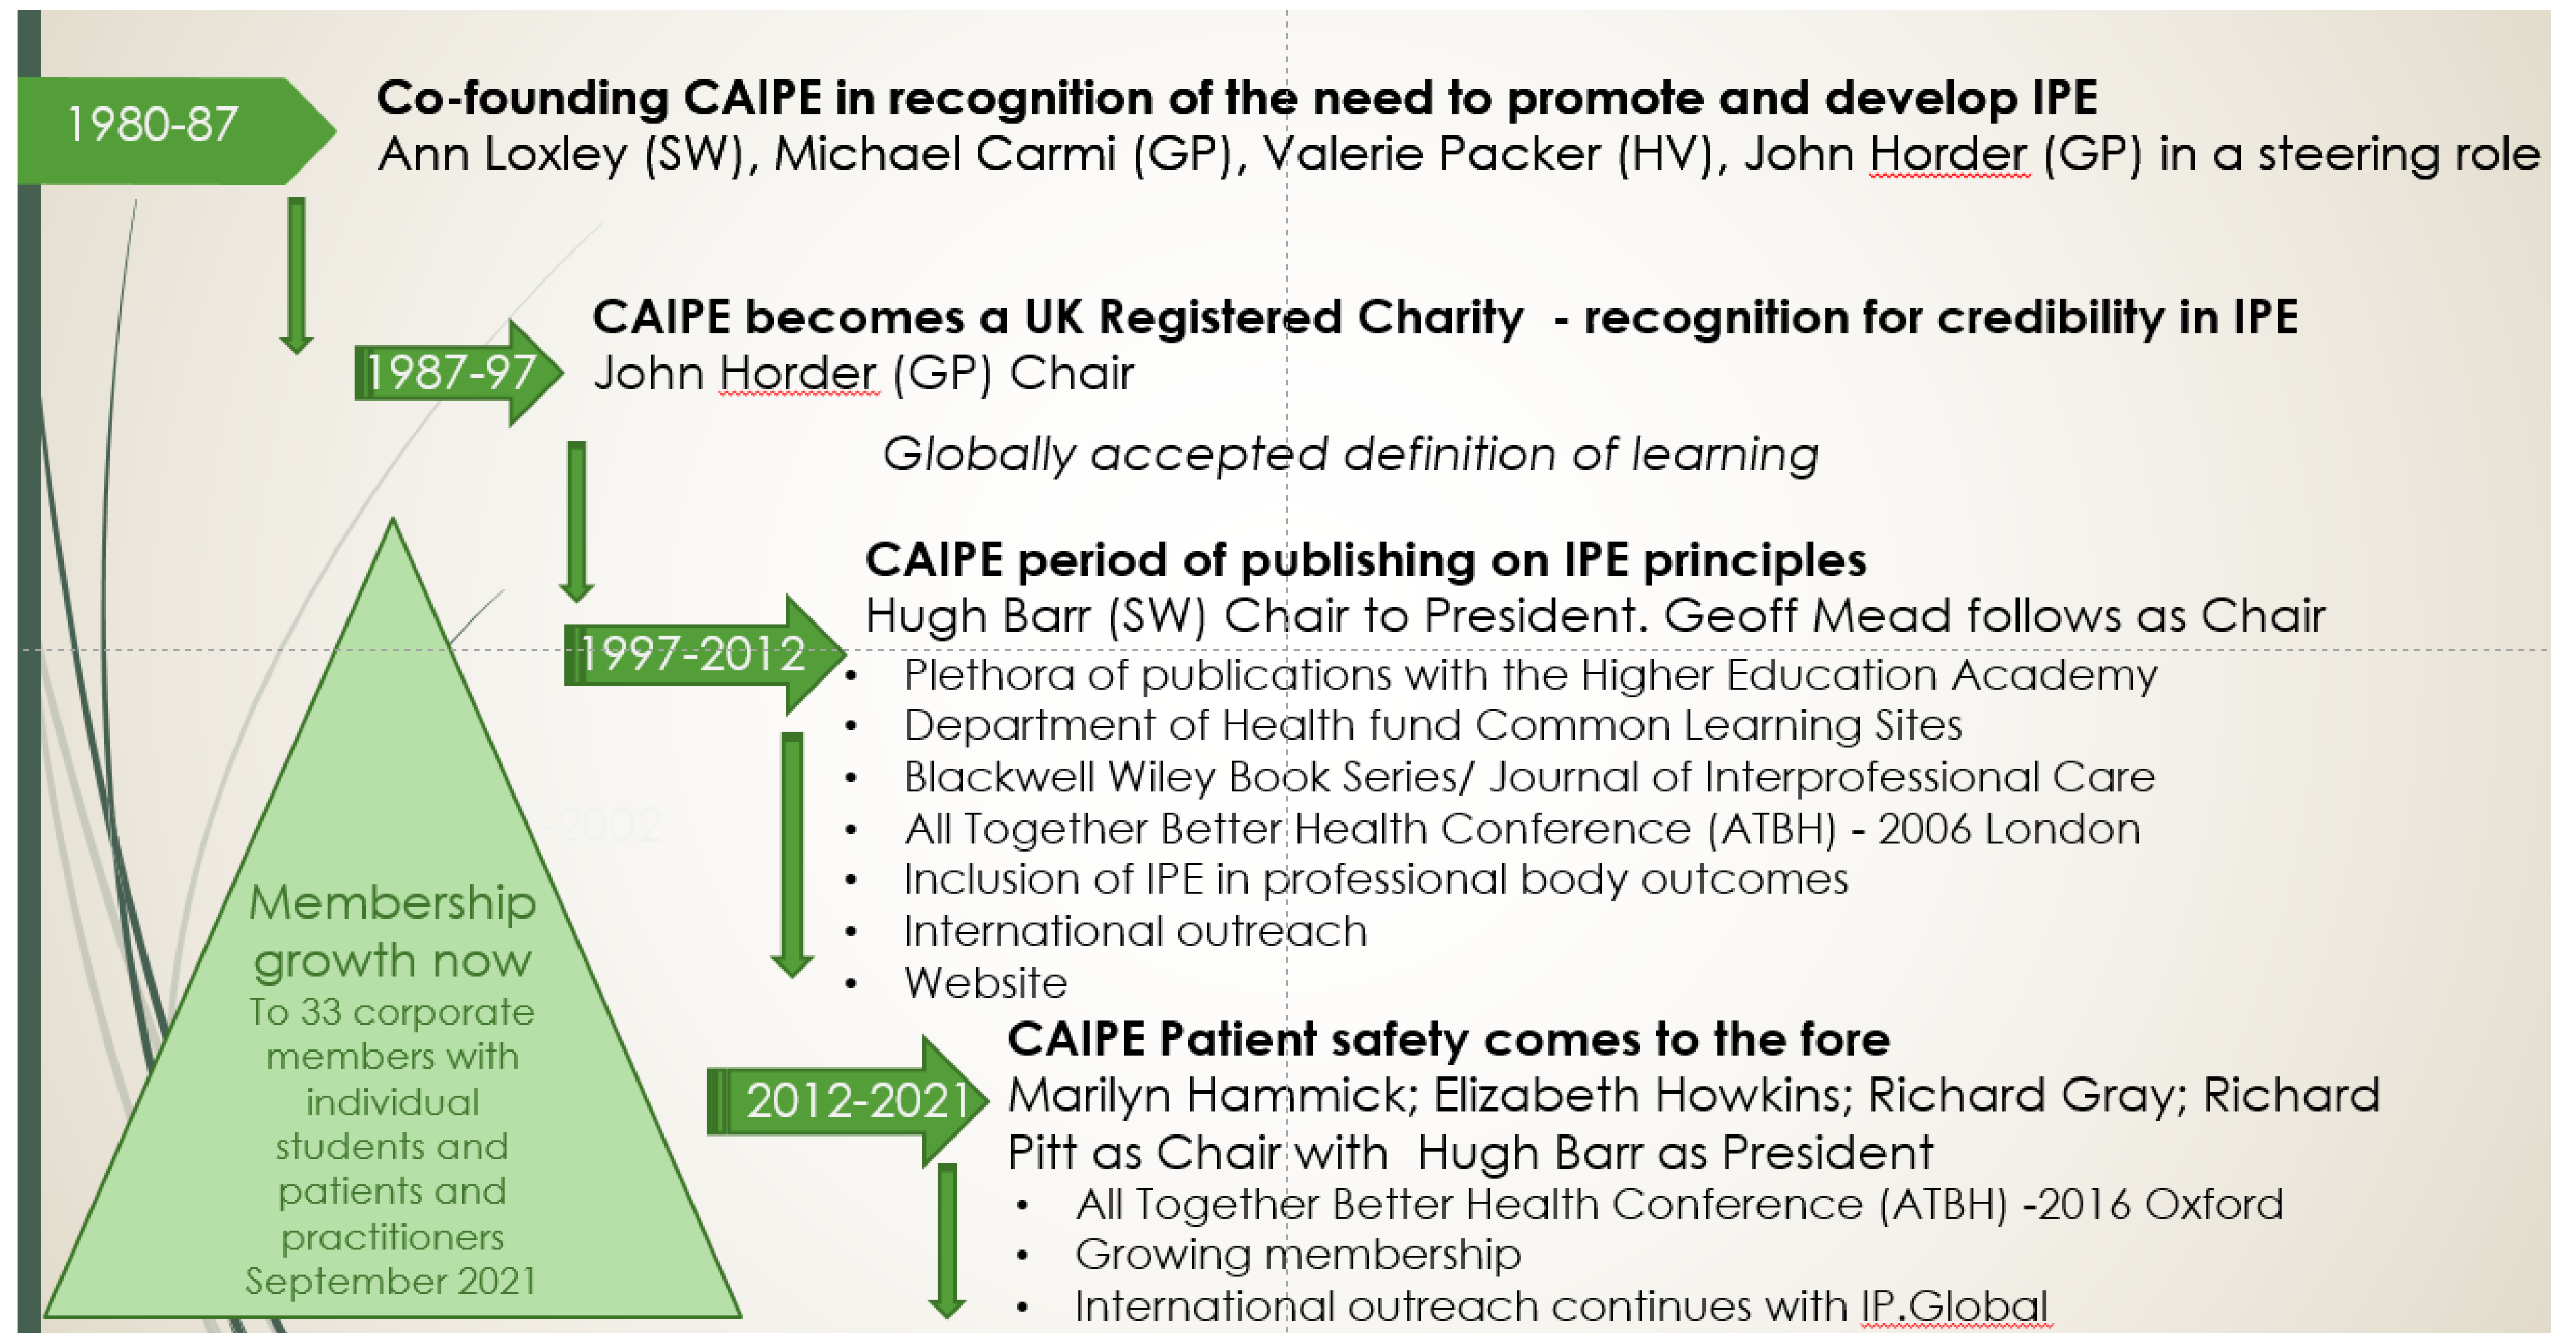 1980-87
Co-founding CAIPE in recognition of the need to promote and develop IPE
Ann Loxley (SW), Michael Carmi (GP), Valerie Packer (HV), John Horder (GP) in a steering role
1987-97
CAIPE becomes a UK Registered Charity  - recognition for credibility in IPE
John Horder (GP) Chair
Globally accepted definition of learning
1997-2012
CAIPE period of publishing on IPE principles
Hugh Barr (SW) Chair to President. Geoff Mead follows as Chair
• Plethora of publications with the Higher Education Academy
• Department of Health fund Common Learning Sites
• Blackwell Wiley Book Series/ Journal of Interprofessional Care
• All Together Better Health Conference (ATBH) - 2006 London
• Inclusion of IPE in professional body outcomes
• International outreach
• Website
2002
2012-2021
CAIPE Patient safety comes to the fore
Marilyn Hammick; Elizabeth Howkins; Richard Gray; Richard
Pitt as Chair with  Hugh Barr as President
• All Together Better Health Conference (ATBH) -2016 Oxford
• Growing membership
• International outreach continues with IP.Global
Membership
growth now
To 33 corporate
members with
individual
students and
patients and
practitioners
September 2021